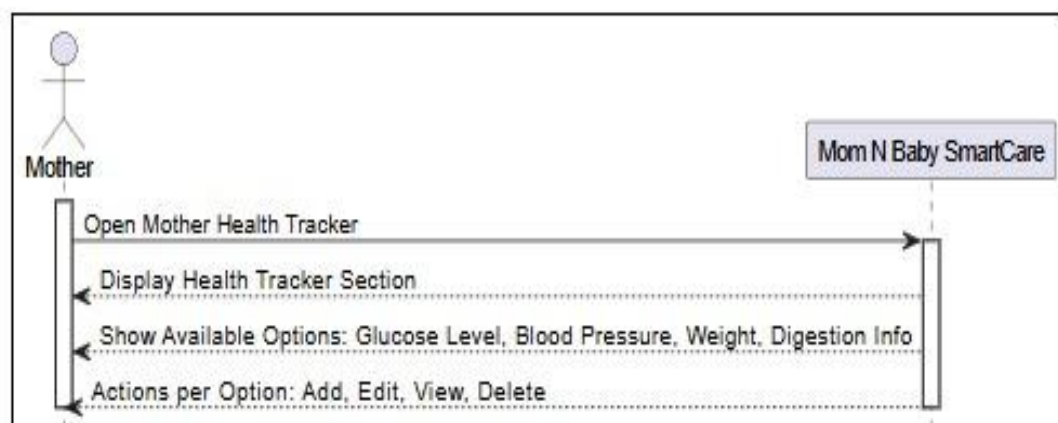 Mother
Mom N Baby SmartCare
Open Mother Health Tracker
Display Health Tracker Section
Show Available Options: Glucose Level, Blood Pressure, Weight, Digestion Info
Actions per Option: Add, Edit, View, Delete